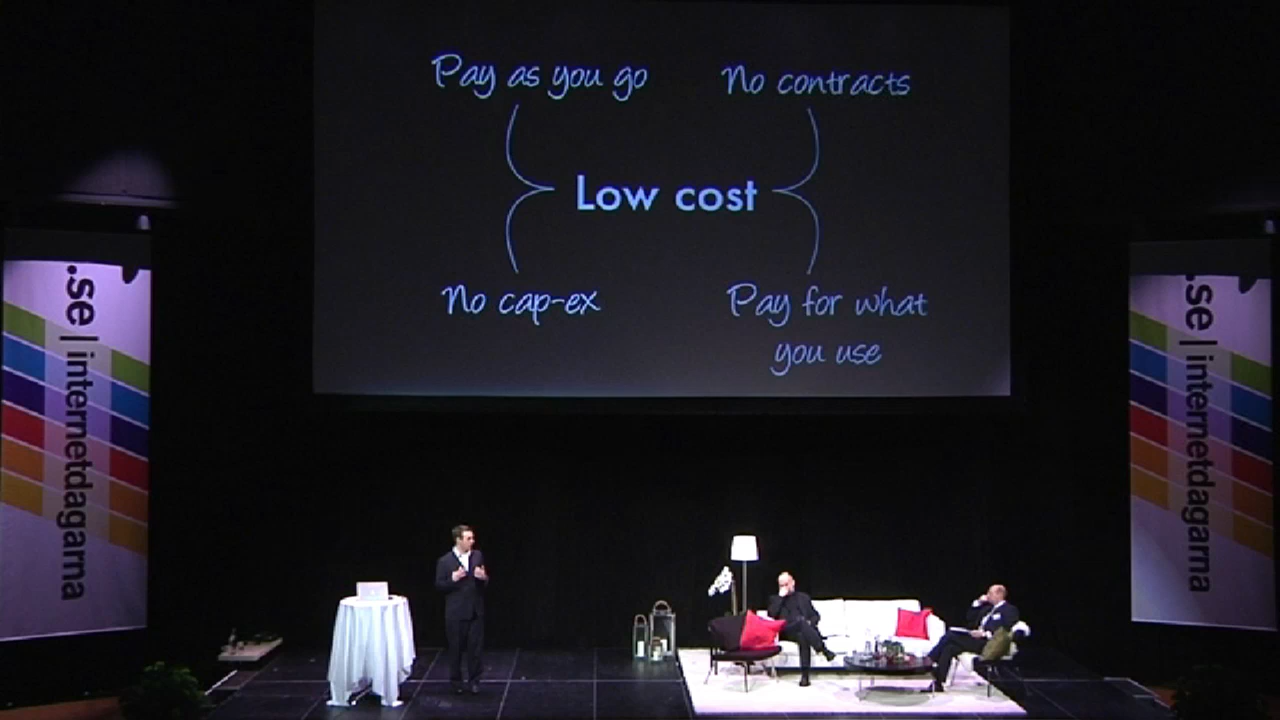 Pay as you go
No contracts
Low cost
No cap-ex
Pay for what
you use
.se | internetdagarna
.se | internetdagarna